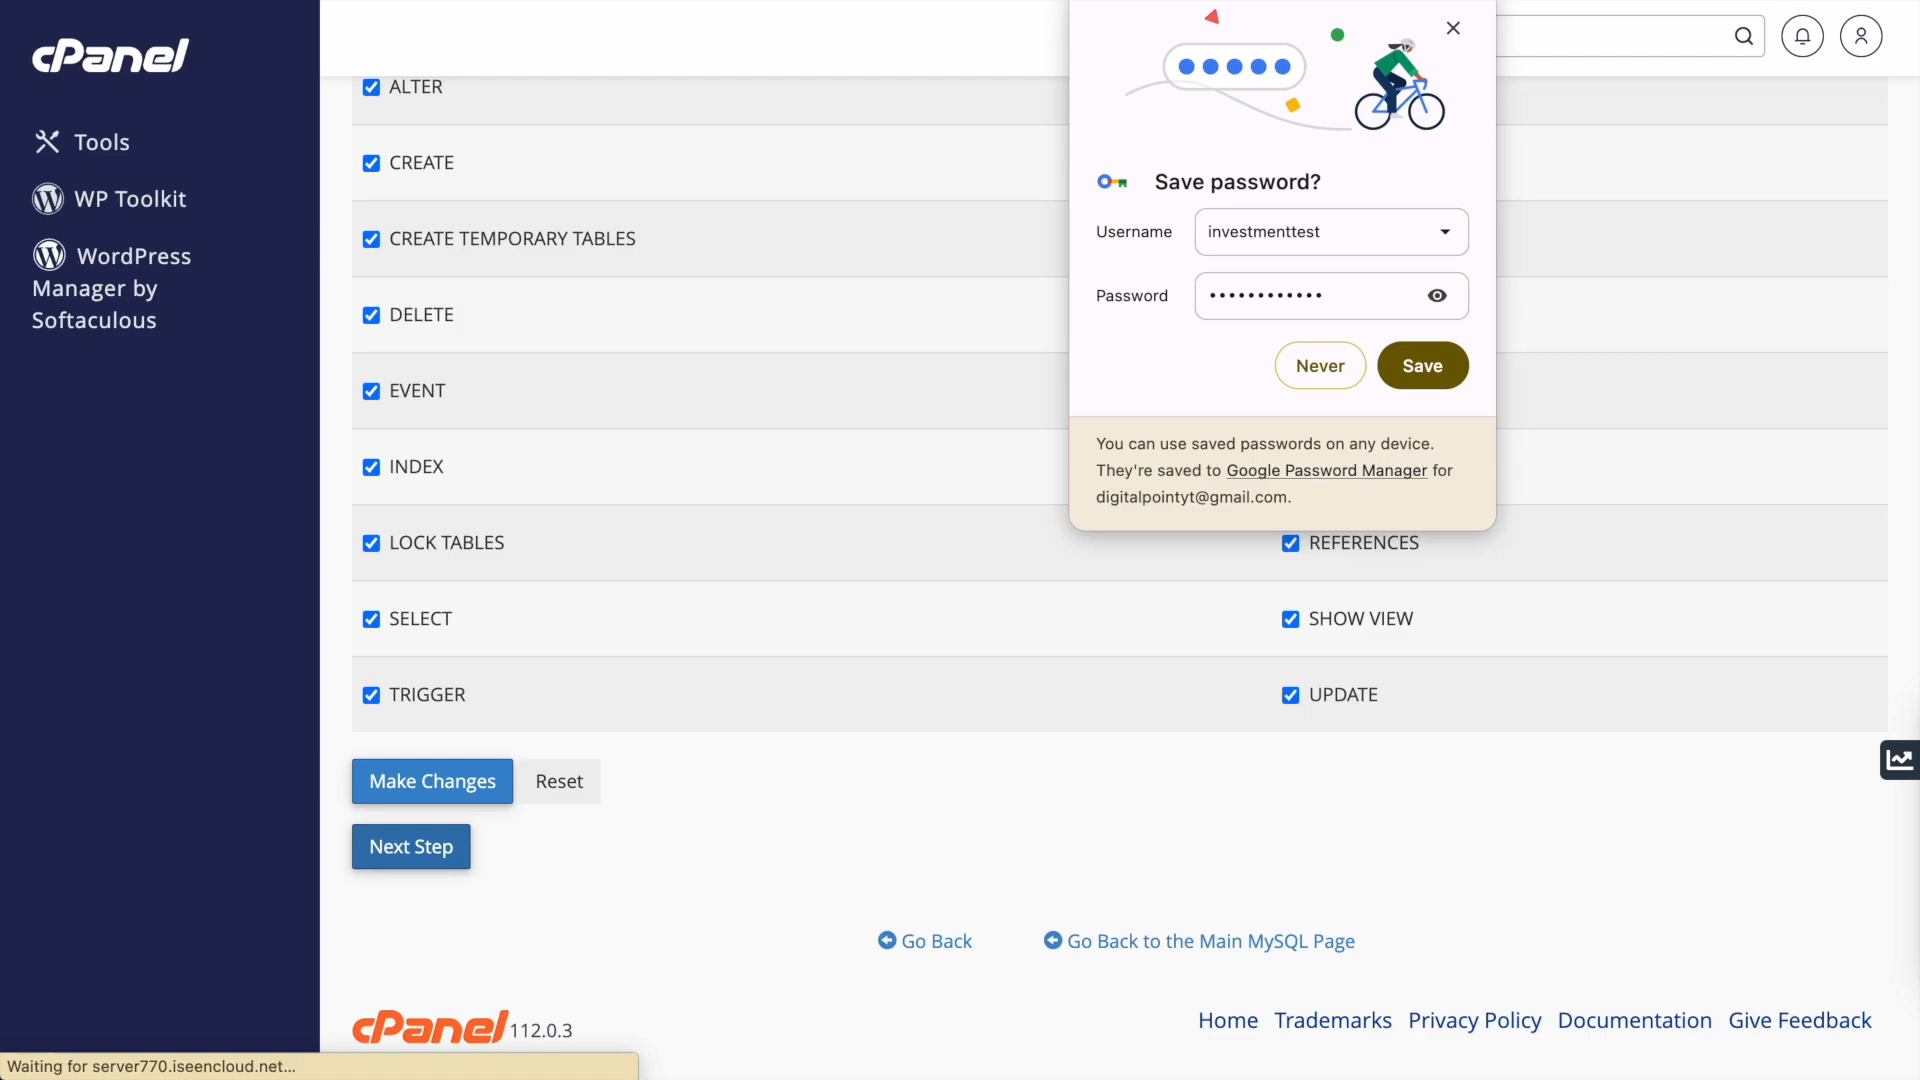 cPanel
Tools
WP Toolkit
WordPress
Manager by
Softaculous
ALTER
CREATE
CREATE TEMPORARY TABLES
DELETE
EVENT
INDEX
LOCK TABLES
REFERENCES
SELECT
SHOW VIEW
TRIGGER
UPDATE
Make Changes
Reset
Next Step
Go Back
Go Back to the Main MySQL Page
cPanel 112.0.3
Home
Trademarks
Privacy Policy
Documentation
Give Feedback
Waiting for server770.iseencloud.net...
Save password?
Username
investmenttest
Password
••••••••••••
Never
Save
You can use saved passwords on any device.
They're saved to Google Password Manager for
digitalpointyt@gmail.com.